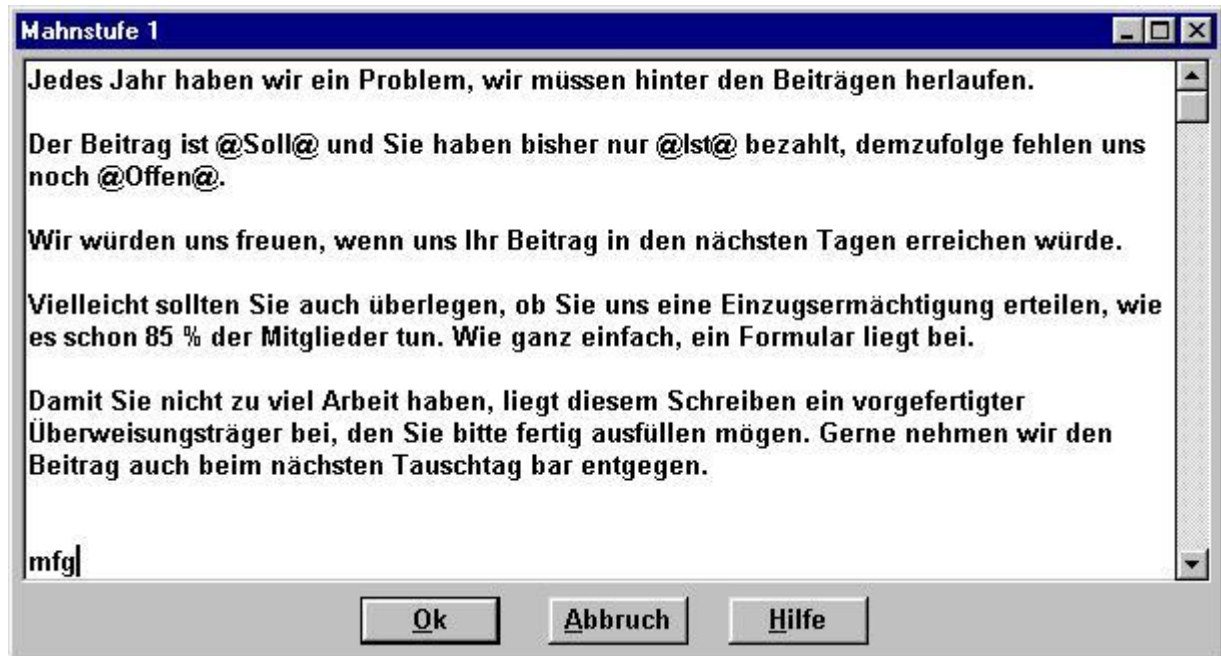 Mahnstufe 1
Jedes Jahr haben wir ein Problem, wir müssen hinter den Beiträgen herlaufen.
Der Beitrag ist @Soll@ und Sie haben bisher nur @Ist@ bezahlt, demzufolge fehlen uns
noch @Offen@.
Wir würden uns freuen, wenn uns Ihr Beitrag in den nächsten Tagen erreichen würde.
Vielleicht sollten Sie auch überlegen, ob Sie uns eine Einzugsermächtigung erteilen, wie
es schon 85 % der Mitglieder tun. Wie ganz einfach, ein Formular liegt bei.
Damit Sie nicht zu viel Arbeit haben, liegt diesem Schreiben ein vorgefertigter
Überweisungsträger bei, den Sie bitte fertig ausfüllen mögen. Gerne nehmen wir den
Beitrag auch beim nächsten Tauschtag bar entgegen.
mfg
Ok Abbruch Hilfe